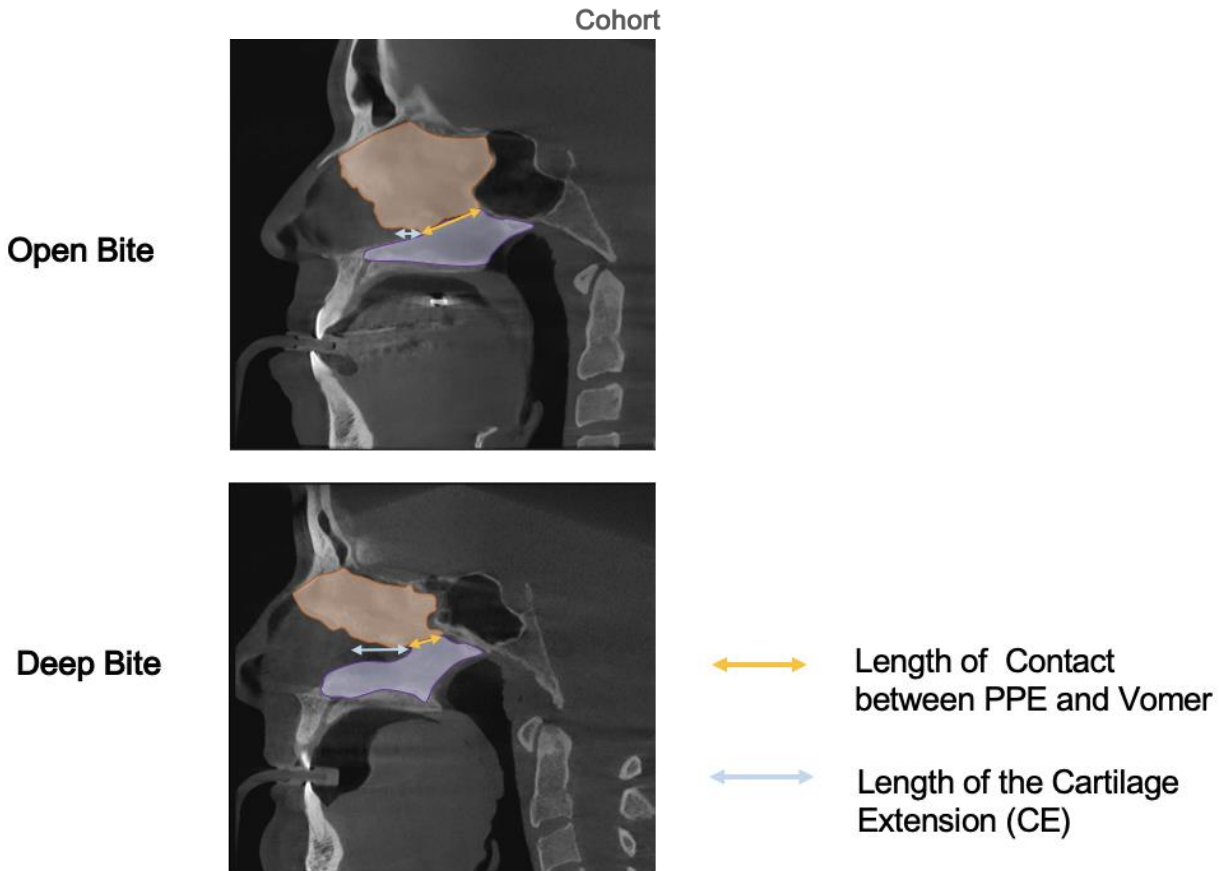 Cohort
Open Bite
Deep Bite
Length of Contact
between PPE and Vomer
Length of the Cartilage
Extension (CE)